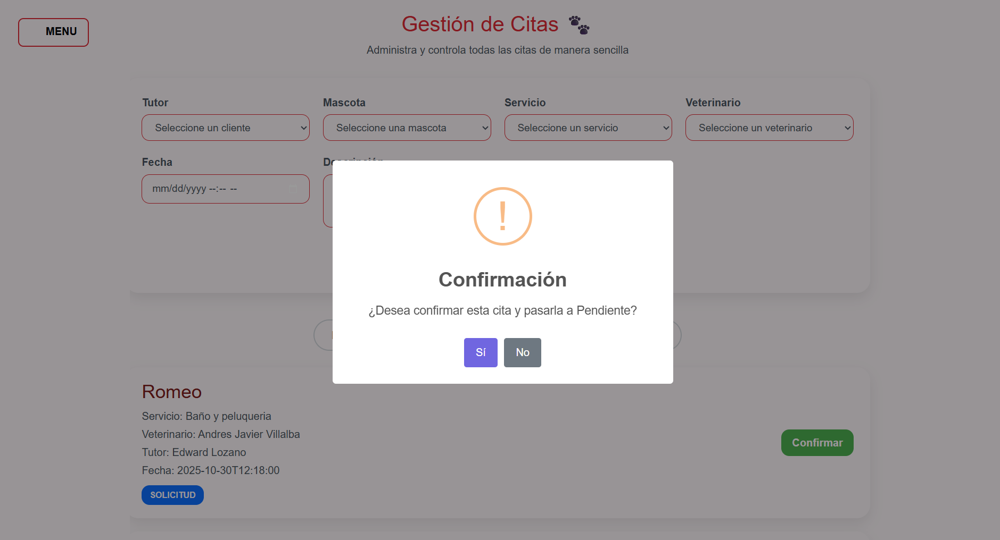 MENU
Gestión de Citas
Administra y controla todas las citas de manera sencilla
Tutor
Mascota
Servicio
Veterinario
Seleccione un cliente
Seleccione una mascota
Seleccione un servicio
Seleccione un veterinario
Fecha
mm/dd/yyyy --:-- --
!
Confirmación
¿Desea confirmar esta cita y pasarla a Pendiente?
Sí
No
Romeo
Servicio: Baño y peluqueria
Veterinario: Andres Javier Villalba
Tutor: Edward Lozano
Fecha: 2025-10-30T12:18:00
SOLICITUD
Confirmar